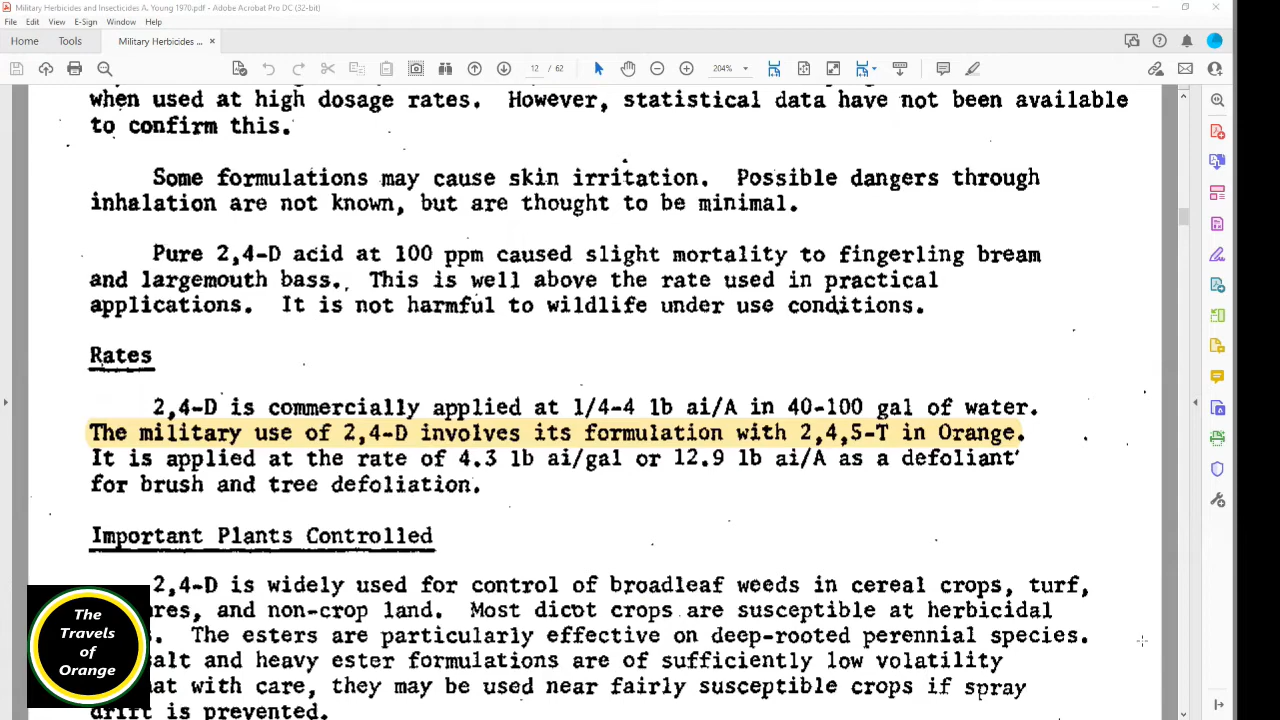 Military Herbicides and Insecticides A. Young 1970.pdf - Adobe Acrobat Pro DC (32-bit)
File Edit View E-Sign Window Help
Home Tools Military Herbicides ... ×
12 / 62 204%
when used at high dosage rates. However, statistical data have not been available
to confirm this.
Some formulations may cause skin irritation. Possible dangers through
inhalation are not known, but are thought to be minimal.
Pure 2,4-D acid at 100 ppm caused slight mortality to fingerling bream
and largemouth bass. This is well above the rate used in practical
applications. It is not harmful to wildlife under use conditions.
Rates
2,4-D is commercially applied at 1/4-4 lb ai/A in 40-100 gal of water.
The military use of 2,4-D involves its formulation with 2,4,5-T in Orange.
It is applied at the rate of 4.3 lb ai/gal or 12.9 lb ai/A as a defoliant
for brush and tree defoliation.
Important Plants Controlled
2,4-D is widely used for control of broadleaf weeds in cereal crops, turf,
ares, and non-crop land. Most dicot crops are susceptible at herbicidal
s. The esters are particularly effective on deep-rooted perennial species.
salt and heavy ester formulations are of sufficiently low volatility
at with care, they may be used near fairly susceptible crops if spray
drift is prevented.
The
Travels
of
Orange